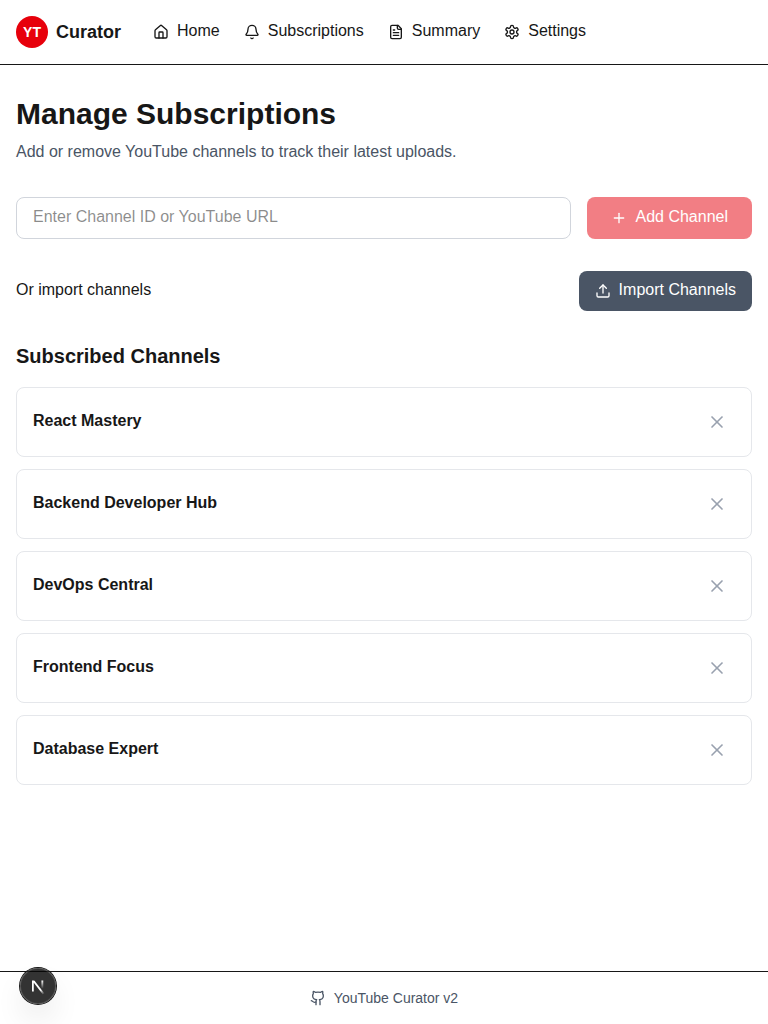 YT Curator Home Subscriptions Summary Settings
Manage Subscriptions
Add or remove YouTube channels to track their latest uploads.
Enter Channel ID or YouTube URL Add Channel
Or import channels Import Channels
Subscribed Channels
React Mastery
Backend Developer Hub
DevOps Central
Frontend Focus
Database Expert
N YouTube Curator v2